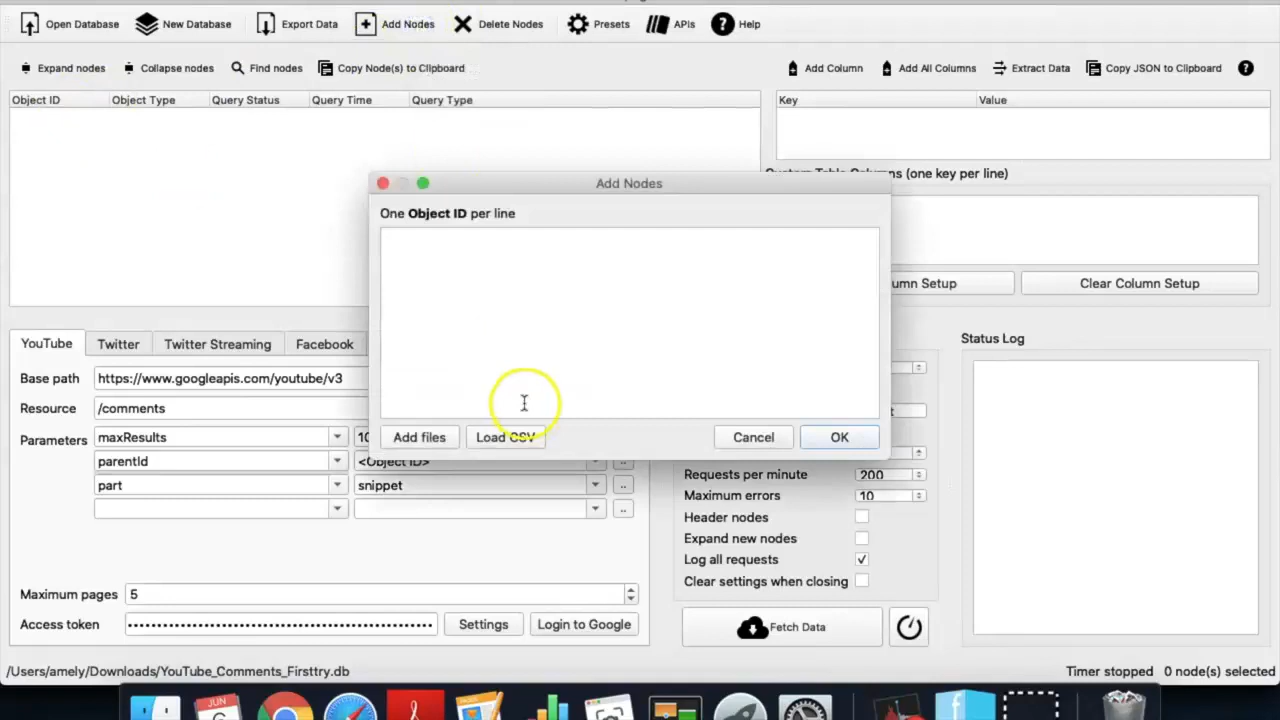 Open Database New Database Export Data Add Nodes Delete Nodes Presets APIs Help
Expand nodes Collapse nodes Find nodes Copy Node(s) to Clipboard Add Column Add All Columns Extract Data Copy JSON to Clipboard
Object ID Object Type Query Status Query Time Query Type Key Value
(one key per line)
Add Nodes
One Object ID per line
Clear Column Setup
Add files Load CSV Cancel OK
YouTube Twitter Twitter Streaming Facebook
Status Log
Base path https://www.googleapis.com/youtube/v3
Resource /comments
Parameters maxResults
parentId <Object ID>
part snippet
Requests per minute 200
Maximum errors 10
Header nodes
Expand new nodes
Log all requests
Clear settings when closing
Maximum pages 5
Access token Settings Login to Google
Fetch Data
/Users/amely/Downloads/YouTube_Comments_Firsttry.db Timer stopped 0 node(s) selected
JUN